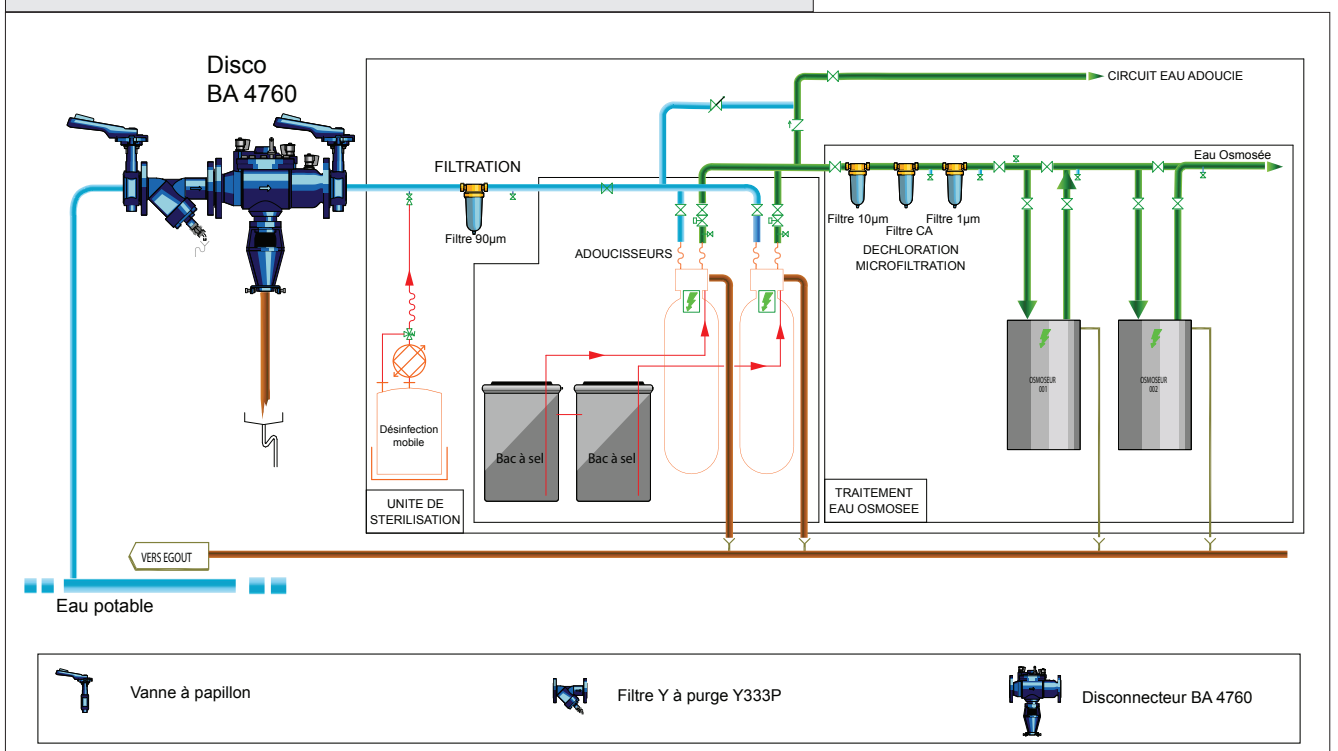 Disco
BA 4760
CIRCUIT EAU ADOUCIE
FILTRATION
Eau Osmosée
Filtre 90µm
Filtre 10µm
Filtre 1µm
Filtre CA
DECHLORATION
MICROFILTRATION
ADOUCISSEURS
OSMOSEUR
001
OSMOSEUR
002
Désinfection
mobile
Bac à sel
Bac à sel
UNITE DE
STERILISATION
TRAITEMENT
EAU OSMOSEE
VERS EGOUT
Eau potable
Vanne à papillon
Filtre Y à purge Y333P
Disconnecteur BA 4760